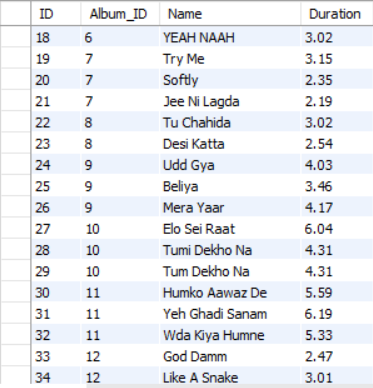 ID Album_ID Name Duration
18 6 YEAH NAAH 3.02
19 7 Try Me 3.15
20 7 Softly 2.35
21 7 Jee Ni Lagda 2.19
22 8 Tu Chahida 3.02
23 8 Desi Katta 2.54
24 9 Udd Gya 4.03
25 9 Beliya 3.46
26 9 Mera Yaar 4.17
27 10 Elo Sei Raat 6.04
28 10 Tumi Dekho Na 4.31
29 10 Tum Dekho Na 4.31
30 11 Humko Aawaz De 5.59
31 11 Yeh Ghadi Sanam 6.19
32 11 Wda Kiya Humne 5.33
33 12 God Damm 2.47
34 12 Like A Snake 3.01